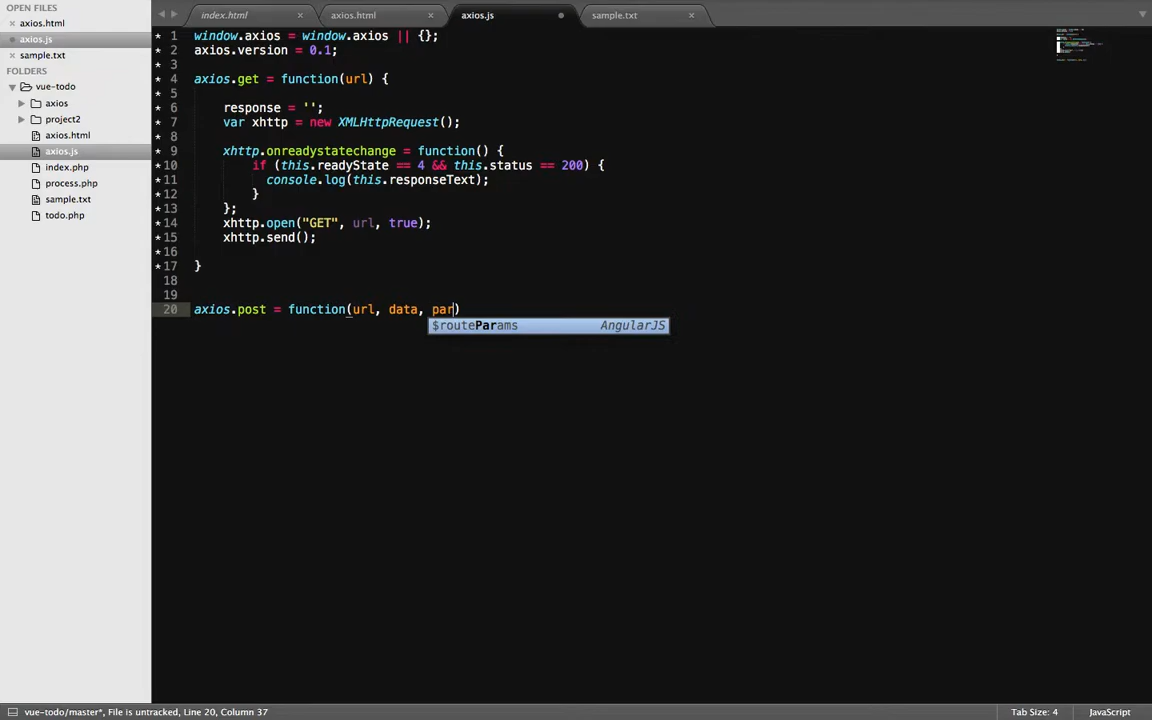 OPEN FILES
× axios.html
axios.js
× sample.txt
FOLDERS
vue-todo
axios
project2
axios.html
axios.js
index.php
process.php
sample.txt
todo.php
index.html ×
axios.html ×
axios.js
sample.txt ×
* 1 window.axios = window.axios || {};
* 2 axios.version = 0.1;
* 3
* 4 axios.get = function(url) {
* 5
* 6 response = '';
* 7 var xhttp = new XMLHttpRequest();
* 8
* 9 xhttp.onreadystatechange = function() {
* 10 if (this.readyState == 4 && this.status == 200) {
* 11 console.log(this.responseText);
* 12 }
* 13 };
* 14 xhttp.open("GET", url, true);
* 15 xhttp.send();
* 16
* 17 }
18
19
20 axios.post = function(url, data, par)
$routeParams AngularJS
vue-todo/master*, File is untracked, Line 20, Column 37
Tab Size: 4
JavaScript